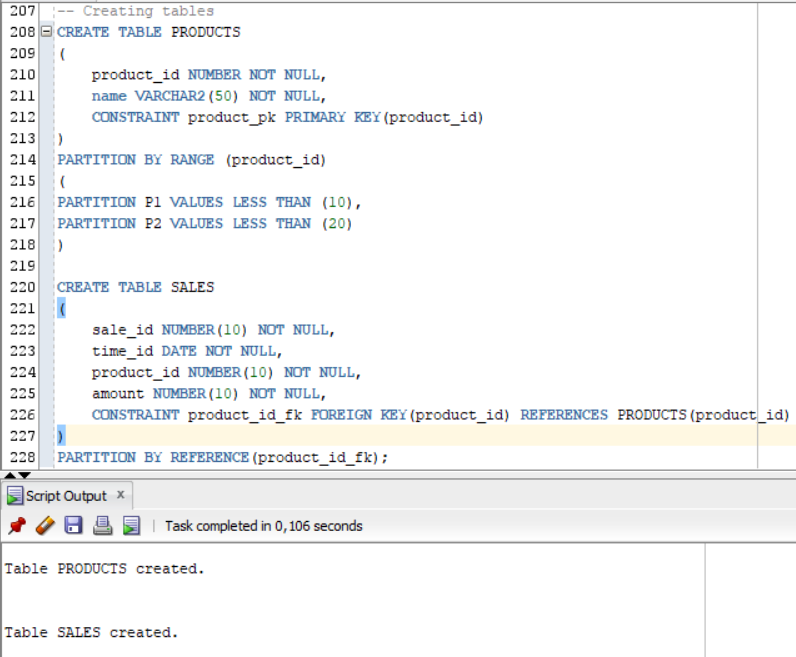 207 -- Creating tables
208 CREATE TABLE PRODUCTS
209 (
210 product_id NUMBER NOT NULL,
211 name VARCHAR2(50) NOT NULL,
212 CONSTRAINT product_pk PRIMARY KEY(product_id)
213 )
214 PARTITION BY RANGE (product_id)
215 (
216 PARTITION P1 VALUES LESS THAN (10),
217 PARTITION P2 VALUES LESS THAN (20)
218 )
219
220 CREATE TABLE SALES
221 (
222 sale_id NUMBER(10) NOT NULL,
223 time_id DATE NOT NULL,
224 product_id NUMBER(10) NOT NULL,
225 amount NUMBER(10) NOT NULL,
226 CONSTRAINT product_id_fk FOREIGN KEY(product_id) REFERENCES PRODUCTS(product_id)
227 )
228 PARTITION BY REFERENCE(product_id_fk);
Script Output x
Task completed in 0,106 seconds
Table PRODUCTS created.
Table SALES created.